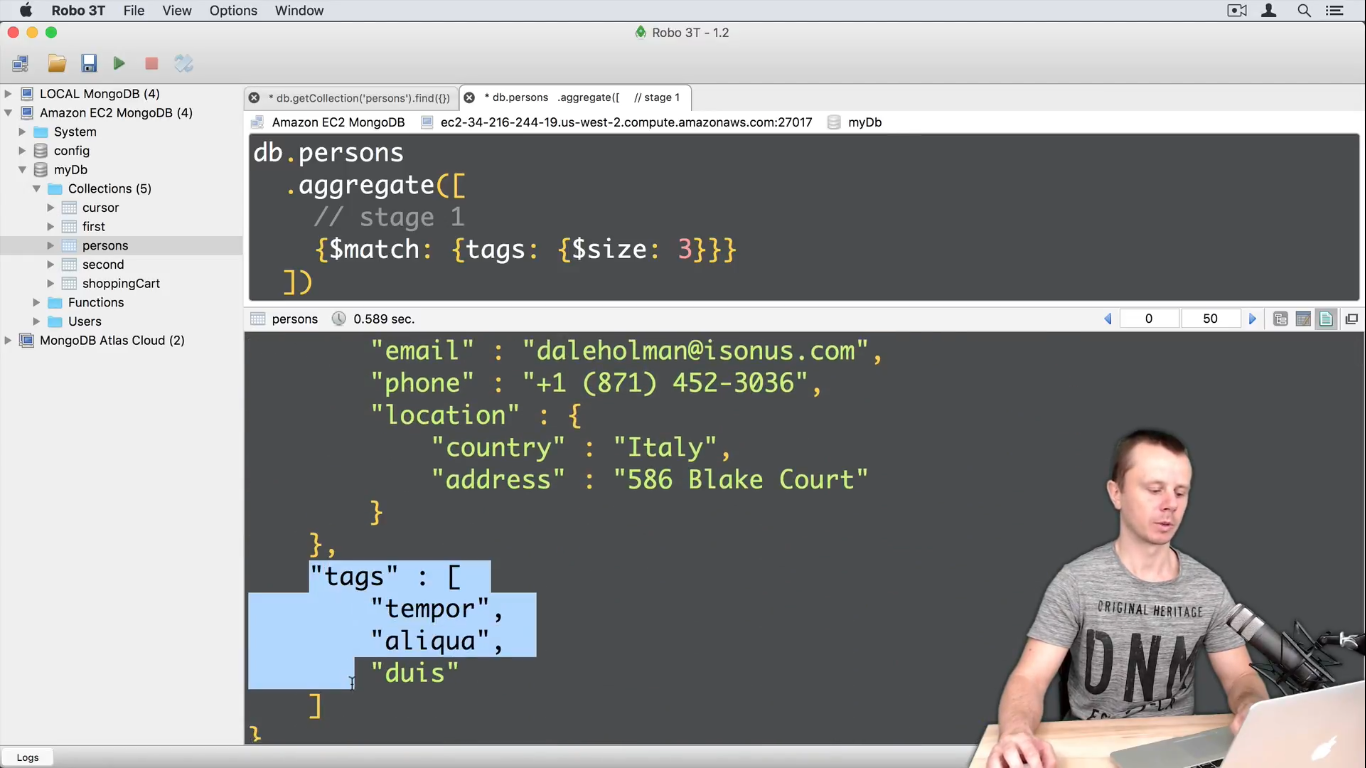 Robo 3T File View Options Window
Robo 3T - 1.2
LOCAL MongoDB (4)
Amazon EC2 MongoDB (4)
System
config
myDb
Collections (5)
cursor
first
persons
second
shoppingCart
Functions
Users
MongoDB Atlas Cloud (2)
* db.getCollection('persons').find({})
* db.persons .aggregate([ // stage 1
Amazon EC2 MongoDB ec2-34-216-244-19.us-west-2.compute.amazonaws.com:27017 myDb
db.persons
.aggregate([
// stage 1
{$match: {tags: {$size: 3}}}
])
persons 0.589 sec. 0 50
"email" : "daleholman@isonus.com",
"phone" : "+1 (871) 452-3036",
"location" : {
"country" : "Italy",
"address" : "586 Blake Court"
}
},
"tags" : [
"tempor",
"aliqua",
"duis"
]
}
ORIGINAL HERITAGE
DNM
Logs